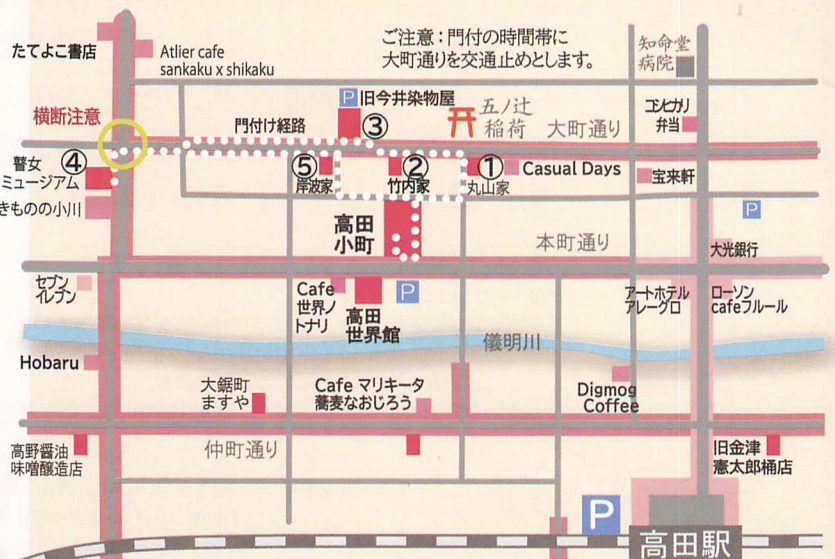 たてよこ書店
Atlier cafe
sankaku x shikaku
ご注意：門付の時間帯に
大町通りを交通止めとします。
知命堂
病院
横断注意
P
旧今井染物屋
③
門付け経路
五ノ辻
稲荷
大町通り
コシヒカリ
弁当
瞽女
ミュージアム
④
⑤
岸波家
②
竹内家
①
丸山家
Casual Days
宝来軒
きものの小川
高田
小町
本町通り
P
大光銀行
セブン
イレブン
Cafe
世界ノ
トナリ
高田
世界館
P
アートホテル
アレーグロ
ローソン
cafeフルール
儀明川
Hobaru
大鋸町
ますや
Cafe マリキータ
蕎麦なおじろう
Digmog
Coffee
高野醤油
味噌醸造店
仲町通り
旧金津
憲太郎桶店
P
高田駅